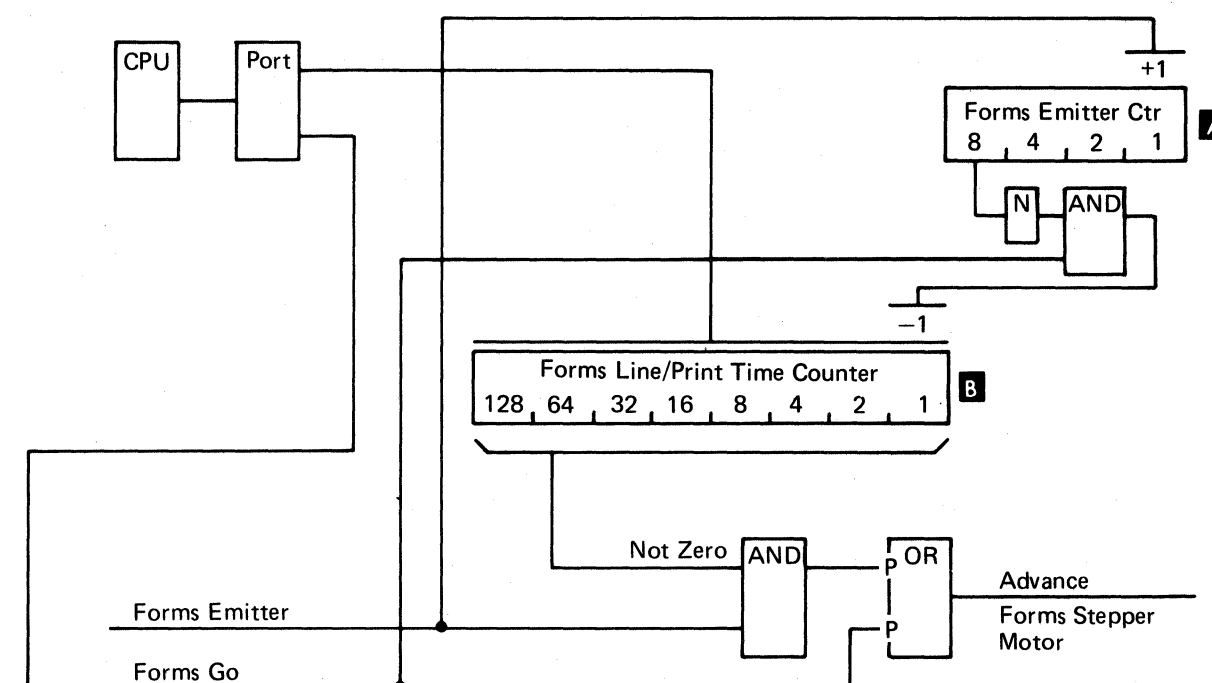 CPU
Port
+1
Forms Emitter Ctr
8 4 2 1
N
AND
−1
Forms Line/Print Time Counter
B
128 64 32 16 8 4 2 1
Not Zero
AND
P
OR
Advance
Forms Emitter
Forms Stepper
P
Motor
Forms Go